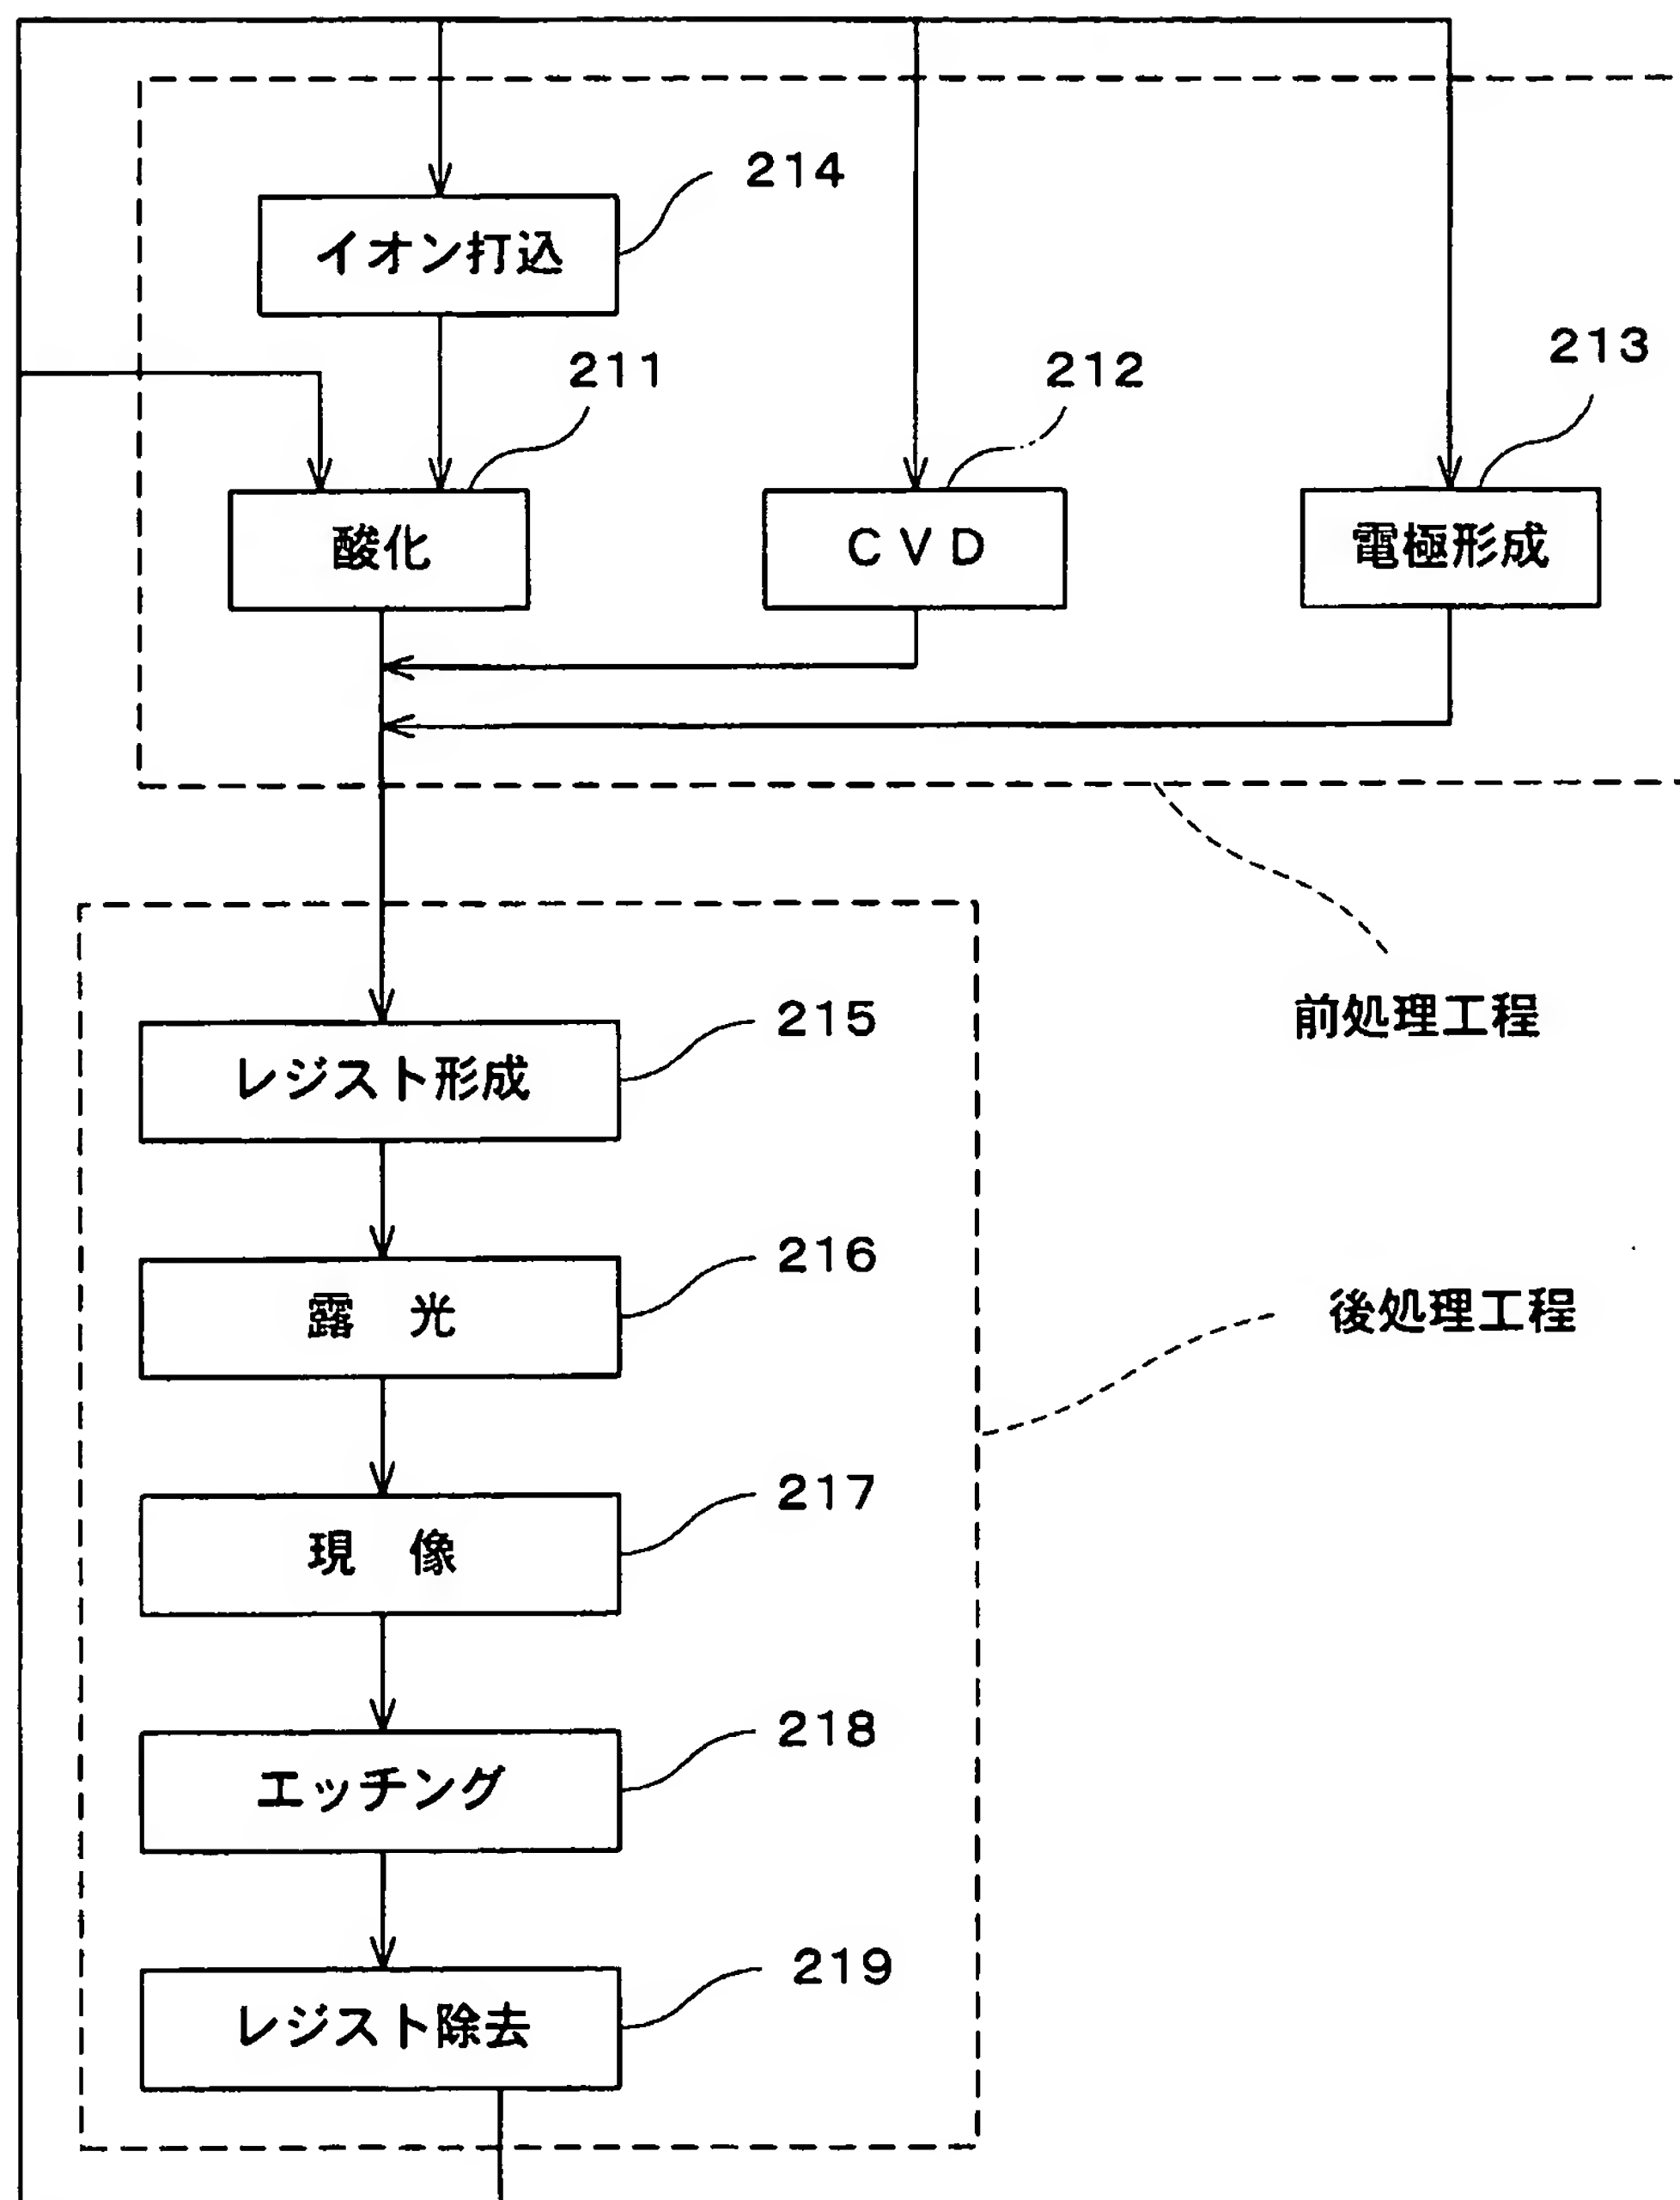 214
イオン打込
213
211
212
酸化
CVD
電極形成
前処理工程
215
レジスト形成
216
露 光
後処理工程
217
現 像
218
エッチング
219
レジスト除去